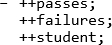 - ++passes;
++failures;
++student;